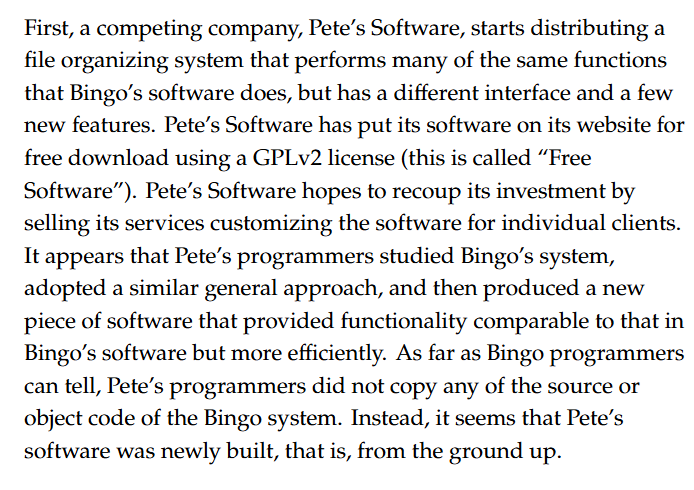 First, a competing company, Pete’s Software, starts distributing a
file organizing system that performs many of the same functions
that Bingo’s software does, but has a different interface and a few
new features. Pete’s Software has put its software on its website for
free download using a GPLv2 license (this is called “Free
Software”). Pete’s Software hopes to recoup its investment by
selling its services customizing the software for individual clients.
It appears that Pete’s programmers studied Bingo’s system,
adopted a similar general approach, and then produced a new
piece of software that provided functionality comparable to that in
Bingo’s software but more efficiently. As far as Bingo programmers
can tell, Pete’s programmers did not copy any of the source or
object code of the Bingo system. Instead, it seems that Pete’s
software was newly built, that is, from the ground up.